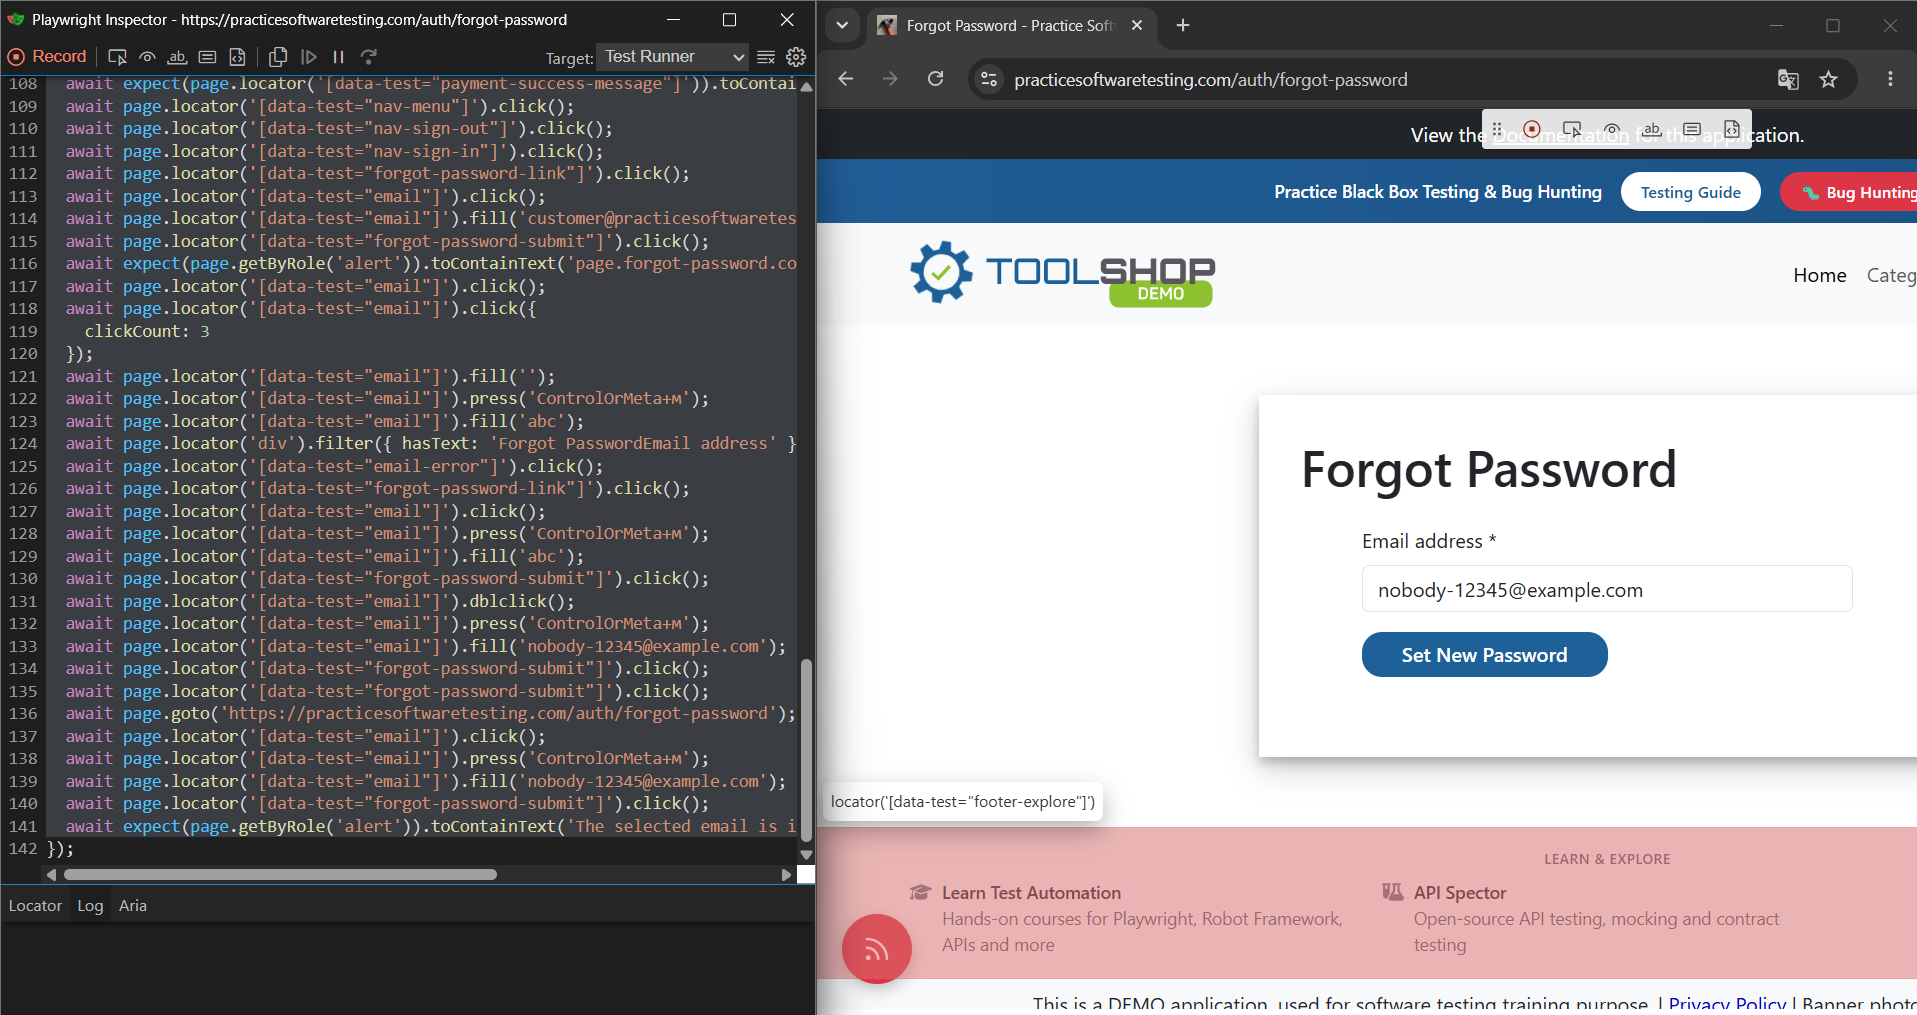 Playwright Inspector - https://practicesoftwaretesting.com/auth/forgot-password
Record
Target: Test Runner
108 await expect(page.locator('[data-test="payment-success-message"]')).toContai
109 await page.locator('[data-test="nav-menu"]').click();
110 await page.locator('[data-test="nav-sign-out"]').click();
111 await page.locator('[data-test="nav-sign-in"]').click();
112 await page.locator('[data-test="forgot-password-link"]').click();
113 await page.locator('[data-test="email"]').click();
114 await page.locator('[data-test="email"]').fill('customer@practicesoftwaretes
115 await page.locator('[data-test="forgot-password-submit"]').click();
116 await expect(page.getByRole('alert')).toContainText('page.forgot-password.co
117 await page.locator('[data-test="email"]').click();
118 await page.locator('[data-test="email"]').click({
119 clickCount: 3
120 });
121 await page.locator('[data-test="email"]').fill('');
122 await page.locator('[data-test="email"]').press('ControlOrMeta+м');
123 await page.locator('[data-test="email"]').fill('abc');
124 await page.locator('div').filter({ hasText: 'Forgot PasswordEmail address' }
125 await page.locator('[data-test="email-error"]').click();
126 await page.locator('[data-test="forgot-password-link"]').click();
127 await page.locator('[data-test="email"]').click();
128 await page.locator('[data-test="email"]').press('ControlOrMeta+м');
129 await page.locator('[data-test="email"]').fill('abc');
130 await page.locator('[data-test="forgot-password-submit"]').click();
131 await page.locator('[data-test="email"]').dblclick();
132 await page.locator('[data-test="email"]').press('ControlOrMeta+м');
133 await page.locator('[data-test="email"]').fill('nobody-12345@example.com');
134 await page.locator('[data-test="forgot-password-submit"]').click();
135 await page.locator('[data-test="forgot-password-submit"]').click();
136 await page.goto('https://practicesoftwaretesting.com/auth/forgot-password');
137 await page.locator('[data-test="email"]').click();
138 await page.locator('[data-test="email"]').press('ControlOrMeta+м');
139 await page.locator('[data-test="email"]').fill('nobody-12345@example.com');
140 await page.locator('[data-test="forgot-password-submit"]').click();
141 await expect(page.getByRole('alert')).toContainText('The selected email is i
142 });
Locator Log Aria
Forgot Password - Practice Soft
practicesoftwaretesting.com/auth/forgot-password
View the Documentation for this application.
Practice Black Box Testing & Bug Hunting
Testing Guide
Bug Hunting
TOOLSHOP
DEMO
Home
Categ
Forgot Password
Email address *
nobody-12345@example.com
Set New Password
locator('[data-test="footer-explore"]')
LEARN & EXPLORE
Learn Test Automation
Hands-on courses for Playwright, Robot Framework,
APIs and more
API Spector
Open-source API testing, mocking and contract
testing
This is a DEMO application, used for software testing training purpose. | Privacy Policy | Banner photo